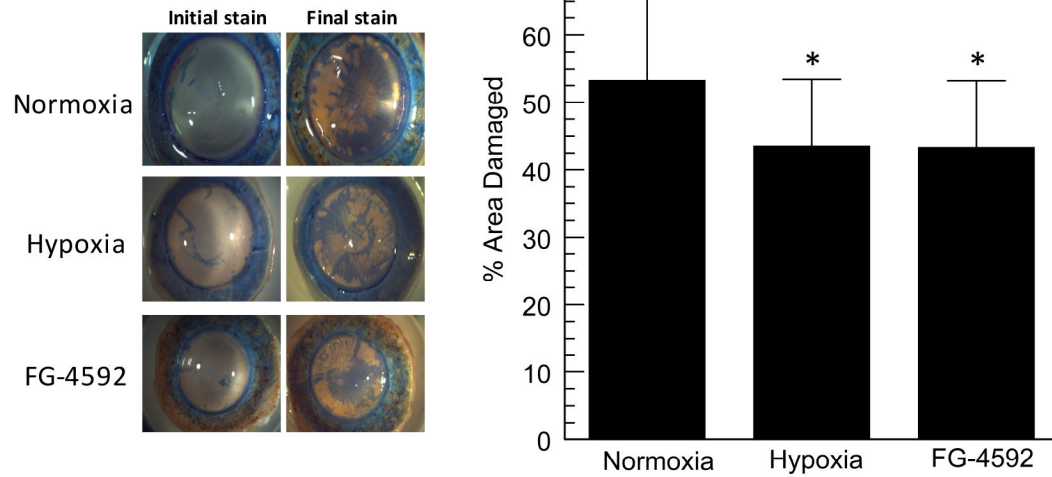 Initial stain Final stain
Normoxia
Hypoxia
FG-4592
% Area Damaged
60
50
40
30
20
10
0
* *
Normoxia Hypoxia FG-4592